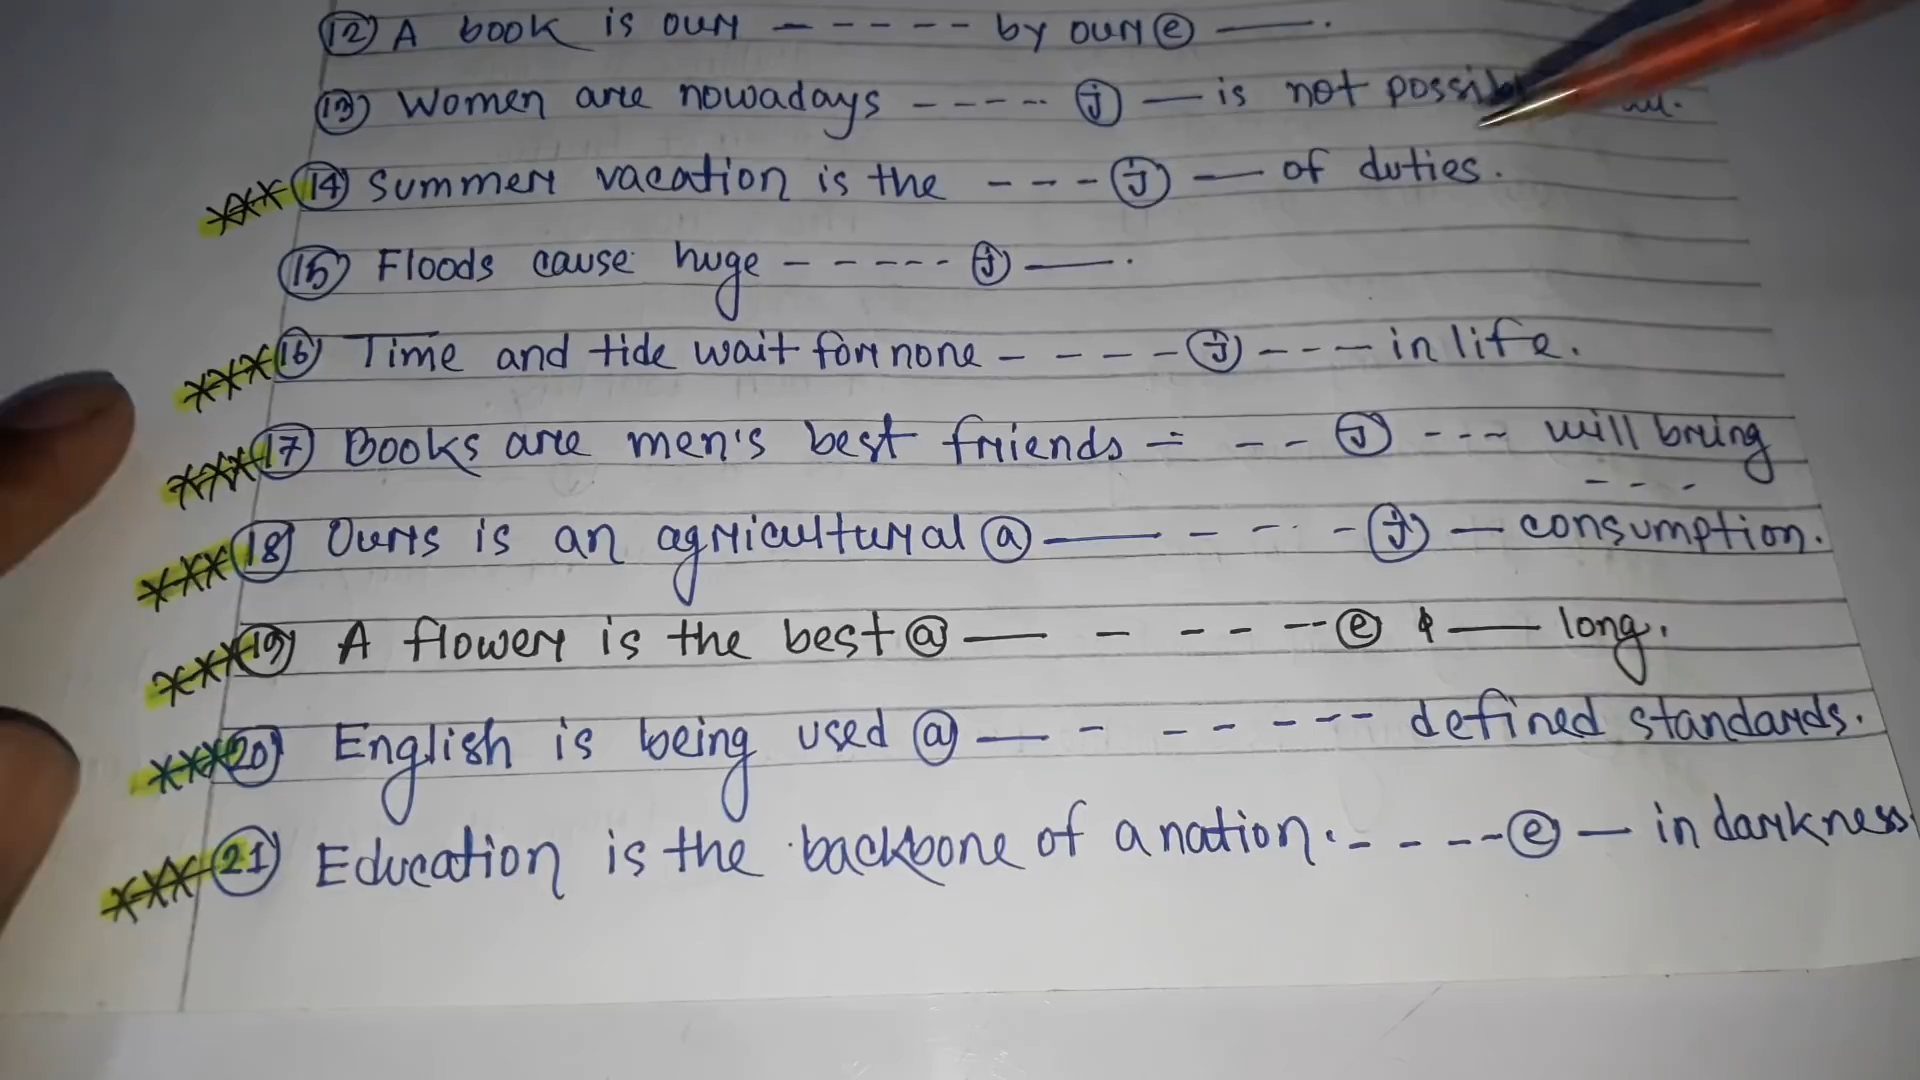 (12) A book is our - - - - - by our (e) —.
(13) Women are nowadays - - - - - (j) — is not
(14) Summer vacation is the - - - (j) — of duties.
(15) Floods cause huge - - - - - (j) —.
(16) Time and tide wait for none - - - - - (j) - - - in life.
(17) Books are men's best friends - - - (j) - - - will bring
- - -
(18) Ours is an agricultural (a) — - - - (j) — consumption.
(19) A flower is the best (a) — - - - - - (e) — long.
(20) English is being used (a) — - - - - - - defined standards.
(21) Education is the backbone of a nation. - - - - (e) — in darkness